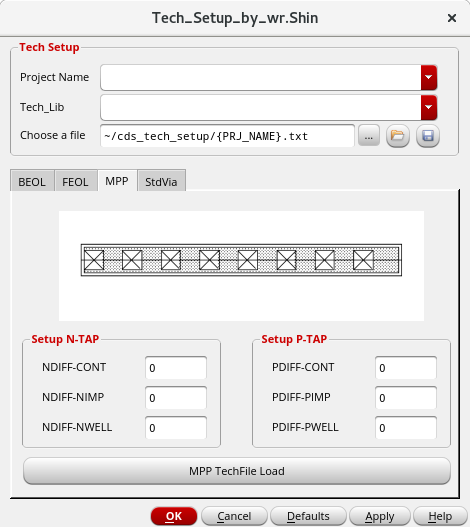 Tech_Setup_by_wr.Shin
Tech Setup
Project Name
Tech_Lib
Choose a file ~/cds_tech_setup/{PRJ_NAME}.txt ...
BEOL FEOL MPP StdVia
Setup N-TAP Setup P-TAP
NDIFF-CONT 0 PDIFF-CONT 0
NDIFF-NIMP 0 PDIFF-PIMP 0
NDIFF-NWELL 0 PDIFF-PWELL 0
MPP TechFile Load
OK Cancel Defaults Apply Help